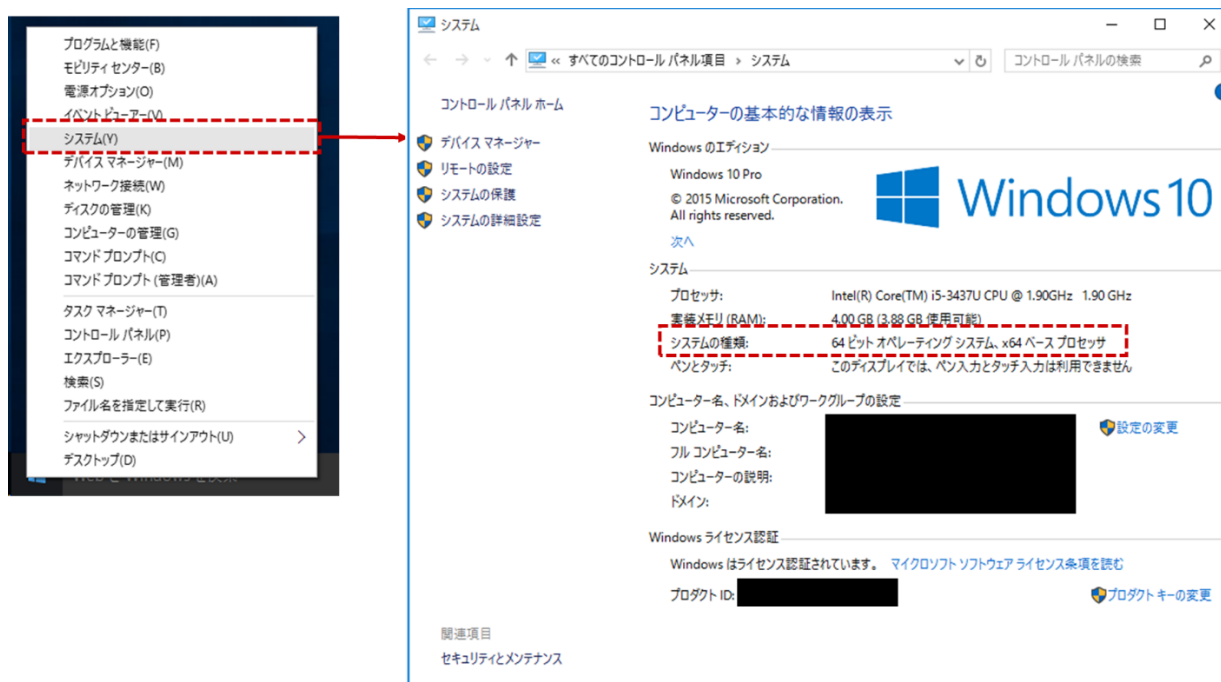 プログラムと機能(F)
モビリティ センター(B)
電源オプション(O)
イベント ビューアー(V)
システム(Y)
デバイス マネージャー(M)
ネットワーク接続(W)
ディスクの管理(K)
コンピューターの管理(G)
コマンド プロンプト(C)
コマンド プロンプト (管理者)(A)
タスク マネージャー(T)
コントロール パネル(P)
エクスプローラー(E)
検索(S)
ファイル名を指定して実行(R)
シャットダウンまたはサインアウト(U)
デスクトップ(D)
Web と Windows を検索
システム
« すべてのコントロール パネル項目 › システム
コントロール パネルの検索
コントロール パネル ホーム
デバイス マネージャー
リモートの設定
システムの保護
システムの詳細設定
コンピューターの基本的な情報の表示
Windows のエディション
Windows 10 Pro
© 2015 Microsoft Corporation.
All rights reserved.
次へ
Windows 10
システム
プロセッサ: Intel(R) Core(TM) i5-3437U CPU @ 1.90GHz 1.90 GHz
実装メモリ (RAM): 4.00 GB (3.88 GB 使用可能)
システムの種類: 64 ビット オペレーティング システム、x64 ベース プロセッサ
ペンとタッチ: このディスプレイでは、ペン入力とタッチ入力は利用できません
コンピューター名、ドメインおよびワークグループの設定
コンピューター名:
設定の変更
フル コンピューター名:
コンピューターの説明:
ドメイン:
Windows ライセンス認証
Windows はライセンス認証されています。 マイクロソフト ソフトウェア ライセンス条項を読む
プロダクト ID:
プロダクト キーの変更
関連項目
セキュリティとメンテナンス